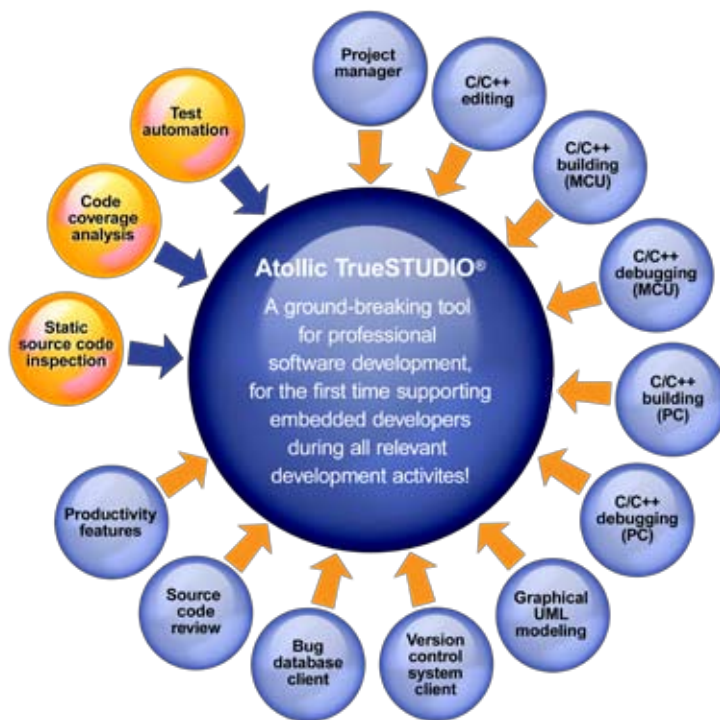 Project
manager
C/C++
editing
C/C++
building
(MCU)
C/C++
debugging
(MCU)
C/C++
building
(PC)
C/C++
debugging
(PC)
Graphical
UML
modeling
Version
control
system
client
Bug
database
client
Source
code
review
Productivity
features
Static
source code
inspection
Code
coverage
analysis
Test
automation
Atollic TrueSTUDIO®
A ground-breaking tool
for professional
software development,
for the first time supporting
embedded developers
during all relevant
development activites!